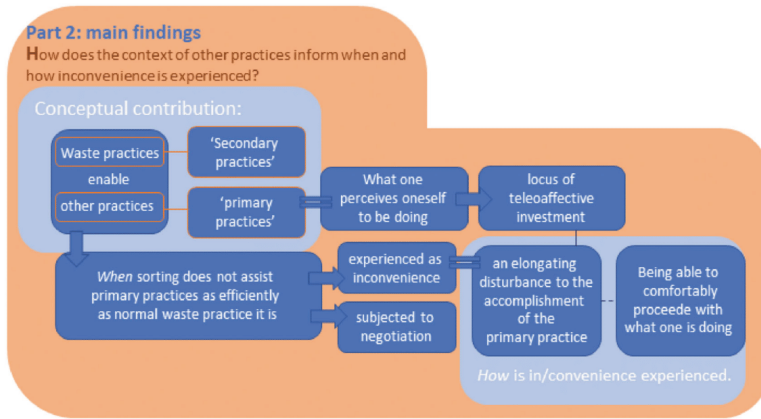 Part 2: main findings
How does the context of other practices inform when and
how inconvenience is experienced?
Conceptual contribution:
Waste practices
enable
other practices
'Secondary
practices'
'primary
practices'
What one
perceives oneself
to be doing
locus of
teleoaffective
investment
When sorting does not assist
primary practices as efficiently
as normal waste practice it is
experienced as
inconvenience
subjected to
negotiation
an elongating
disturbance to the
accomplishment
of the
primary practice
Being able to
comfortably
proceede with
what one is doing
How is in/convenience experienced.